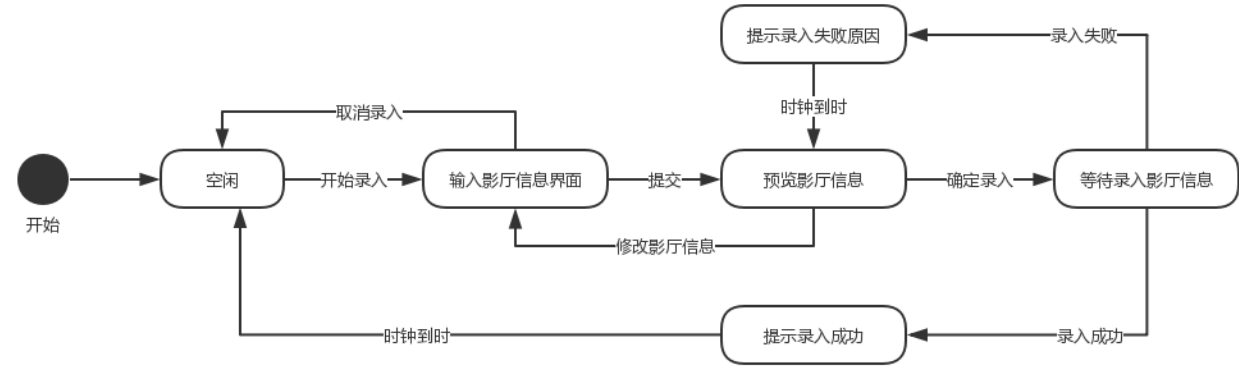 提示录入失败原因
录入失败
时钟到时
取消录入
空闲
开始录入
输入影厅信息界面
提交
预览影厅信息
确定录入
等待录入影厅信息
开始
修改影厅信息
时钟到时
提示录入成功
录入成功